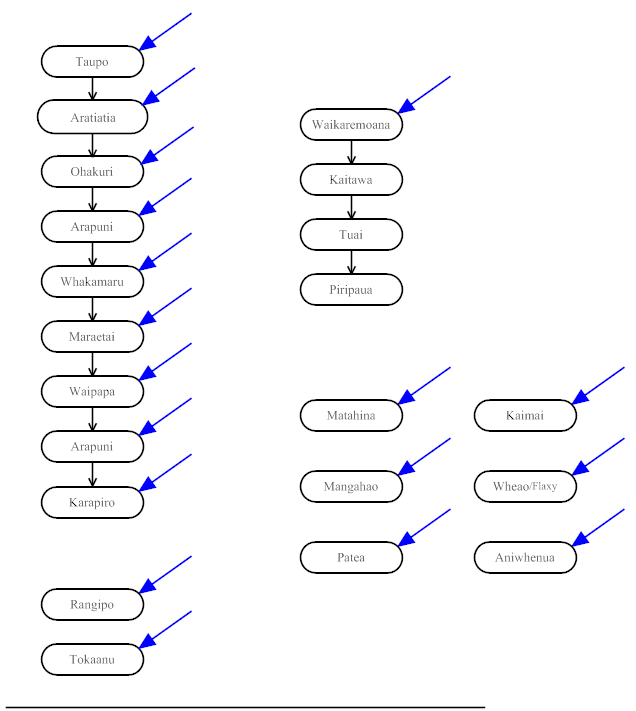 Taupo
Aratiatia
Ohakuri
Arapuni
Whakamaru
Maraetai
Waipapa
Arapuni
Karapiro
Rangipo
Tokaanu
Waikaremoana
Kaitawa
Tuai
Piripaua
Matahina
Kaimai
Mangahao
Wheao/Flaxy
Patea
Aniwhenua